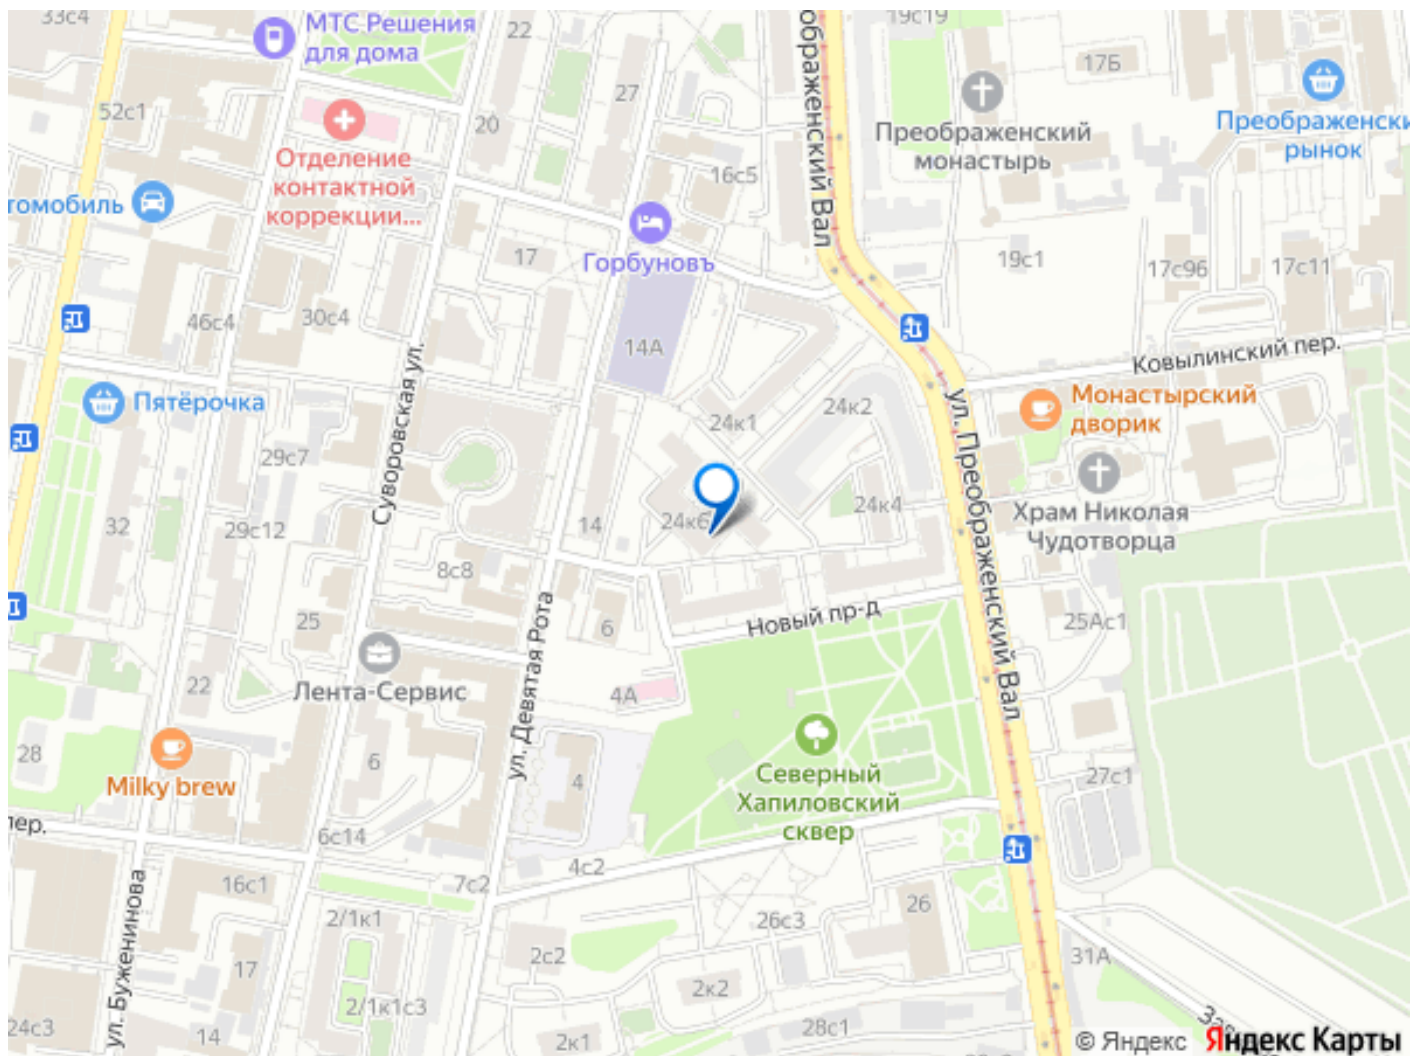 33с4
МТС Решения
для дома
22
27
52с1
20
Отделение
контактной
коррекции...
томобиль
16с5
Преображенский Вал
19с19
17Б
Преображенский
монастырь
Преображенски
рынок
17
Горбуновъ
19с1
17с96
17с11
46с4
30с4
14А
Ковылинский пер.
Пятёрочка
Суворовская ул.
24к1
24к2
Монастырский
дворик
29с7
32
29с12
14
24к6
24к4
ул. Преображенский Вал
Храм Николая
Чудотворца
8с8
25
6
Новый пр-д
25Ас1
22
Лента-Сервис
ул. Девятая Рота
4А
28
Milky brew
6
4
Северный
Хапиловский
сквер
27с1
пер.
6с14
4с2
16с1
7с2
ул. Буженинова
2/1к1
26с3
26
17
2с2
31А
2/1к1с3
2к2
24с3
14
2к1
28с1
© Яндекс Яндекс Карты